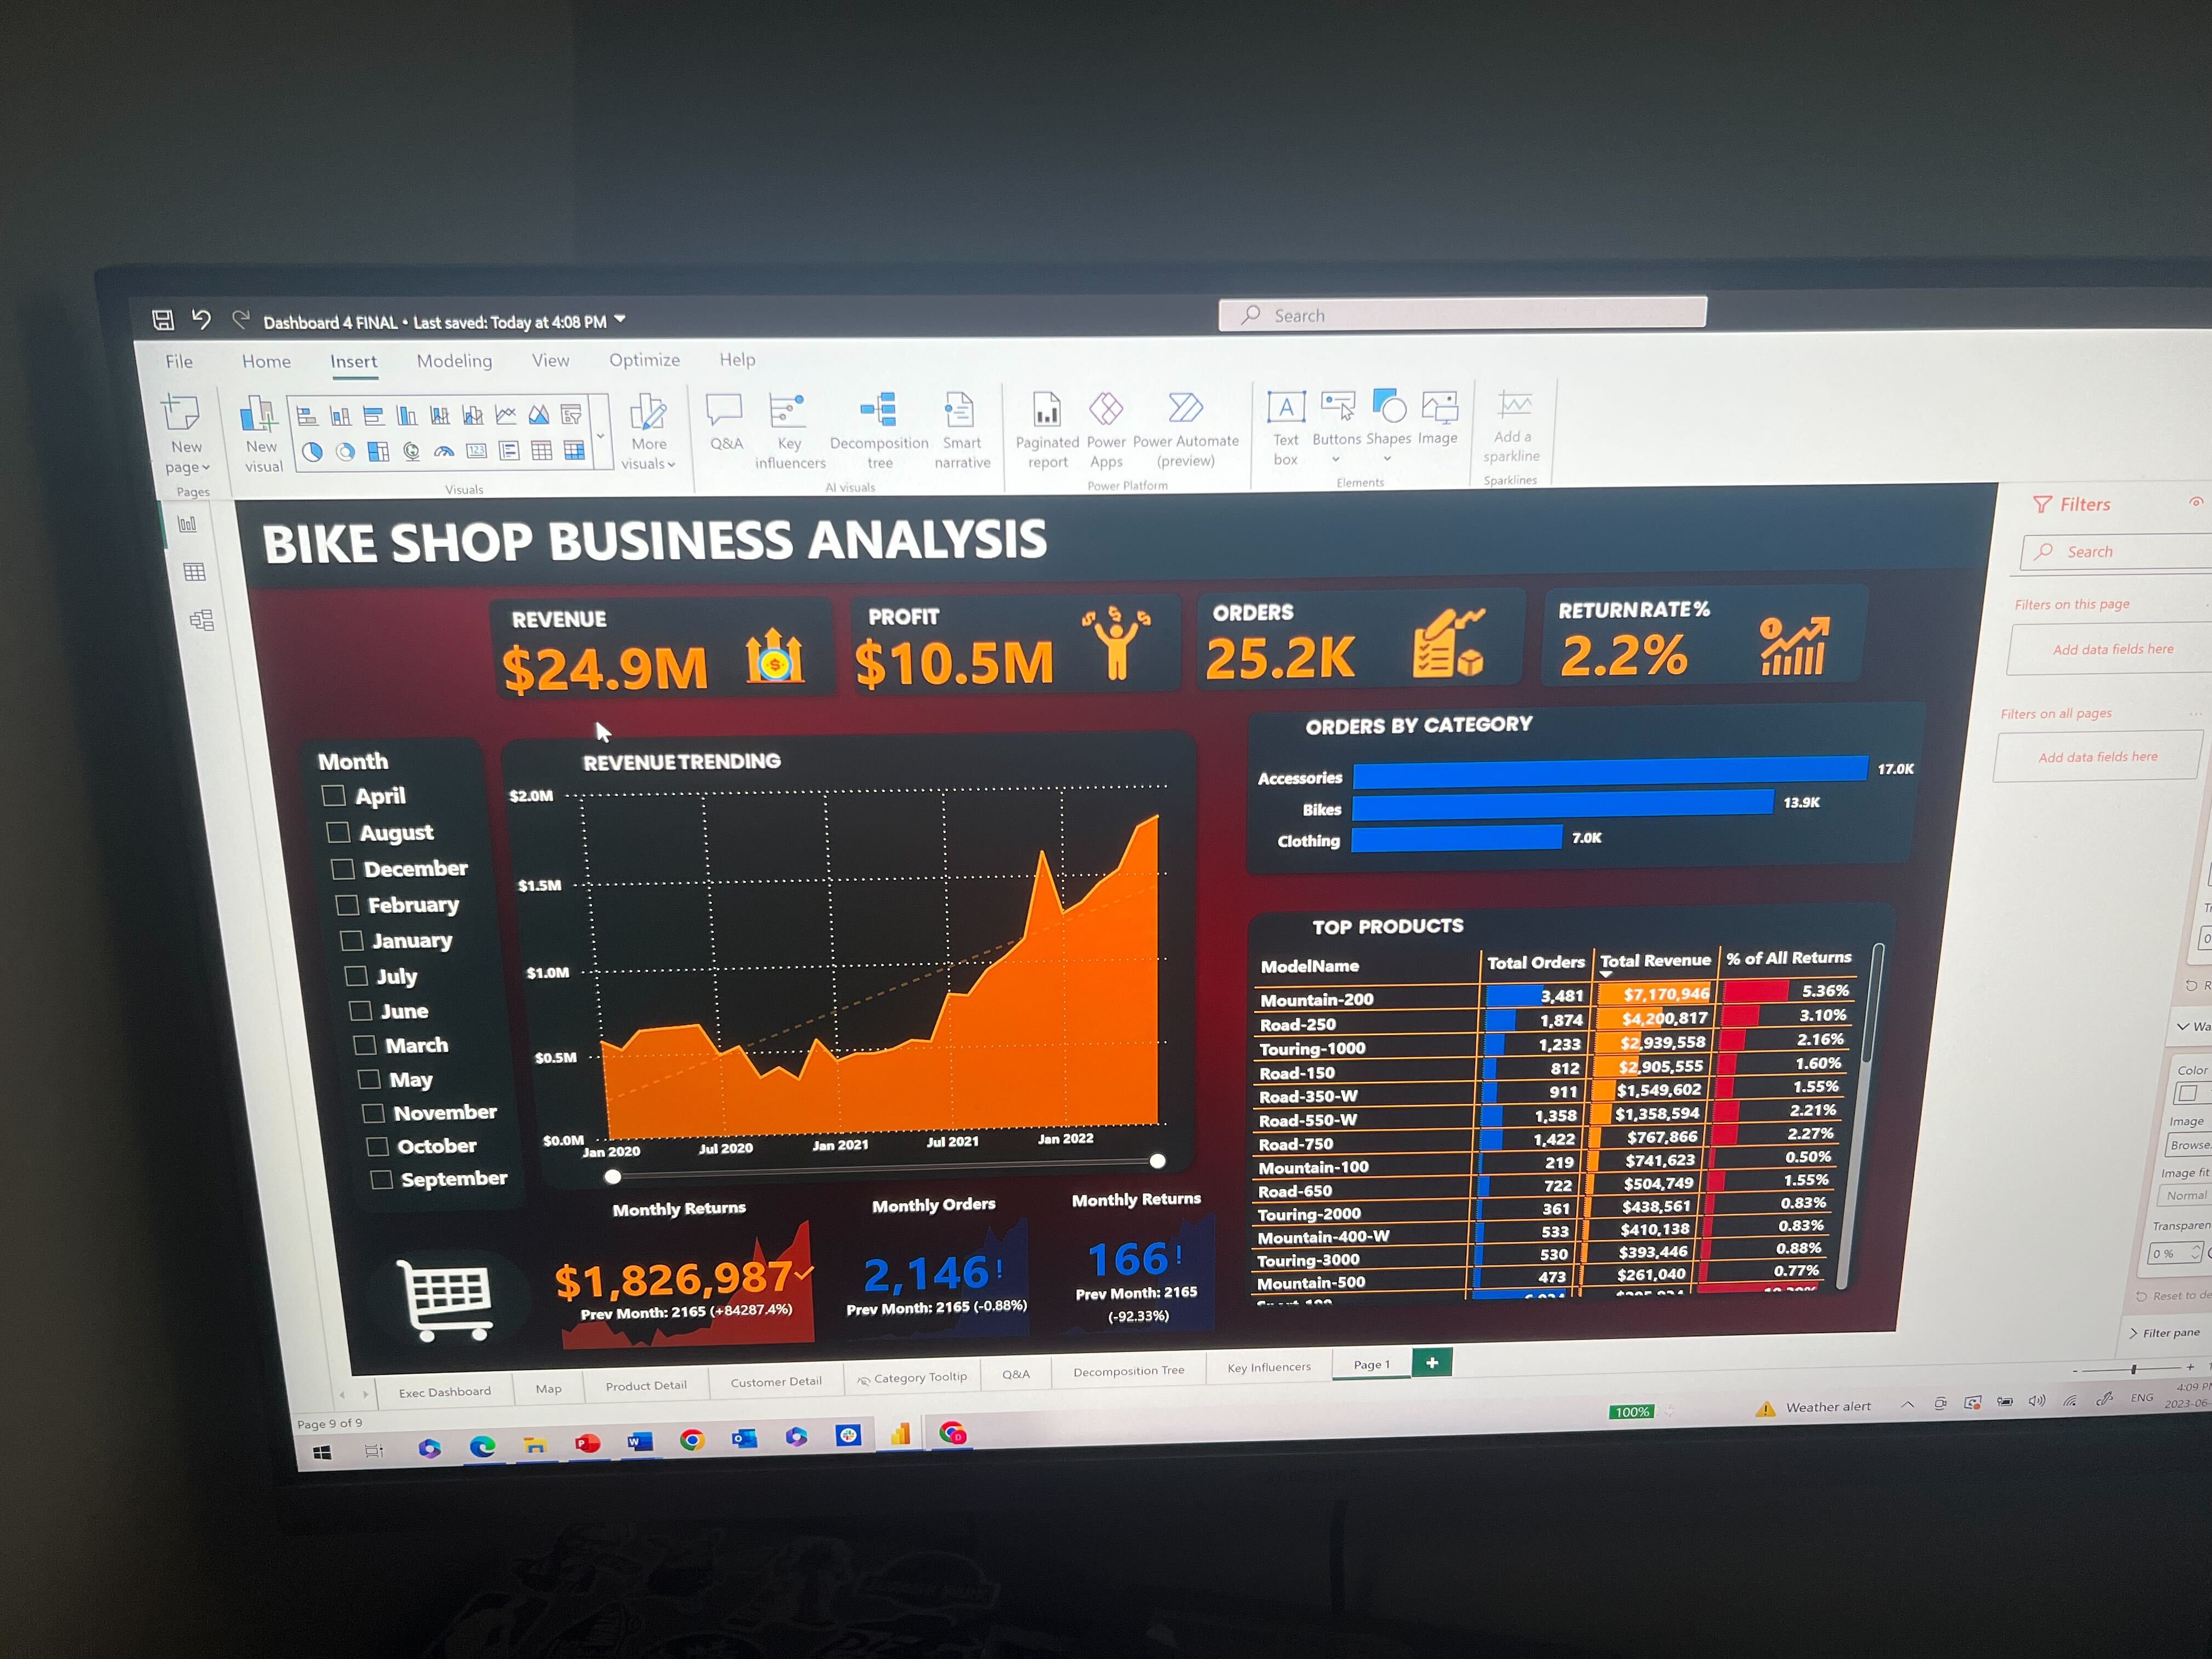 Dashboard 4 FINAL • Last saved: Today at 4:08 PM
Search
File Home Insert Modeling View Optimize Help
New page
New visual
More visuals
Q&A
Key influencers
Decomposition tree
Smart narrative
Paginated report
Power Apps
Power Automate (preview)
Text box
Buttons
Shapes
Image
Add a sparkline
Pages
Visuals
AI visuals
Power Platform
Elements
Sparklines
BIKE SHOP BUSINESS ANALYSIS
REVENUE
$24.9M
PROFIT
$10.5M
ORDERS
25.2K
RETURN RATE %
2.2%
Month
April
August
December
February
January
July
June
March
May
November
October
September
REVENUE TRENDING
$2.0M
$1.5M
$1.0M
$0.5M
$0.0M
Jan 2020 Jul 2020 Jan 2021 Jul 2021 Jan 2022
ORDERS BY CATEGORY
Accessories 17.0K
Bikes 13.9K
Clothing 7.0K
TOP PRODUCTS
ModelName Total Orders Total Revenue % of All Returns
Mountain-200 3,481 $7,170,946 5.36%
Road-250 1,874 $4,200,817 3.10%
Touring-1000 1,233 $2,939,558 2.16%
Road-150 812 $2,905,555 1.60%
Road-350-W 911 $1,549,602 1.55%
Road-550-W 1,358 $1,358,594 2.21%
Road-750 1,422 $767,866 2.27%
Mountain-100 219 $741,623 0.50%
Road-650 722 $504,749 1.55%
Touring-2000 361 $438,561 0.83%
Mountain-400-W 533 $410,138 0.83%
Touring-3000 530 $393,446 0.88%
Mountain-500 473 $261,040 0.77%
Monthly Returns
$1,826,987
Prev Month: 2165 (+84287.4%)
Monthly Orders
2,146!
Prev Month: 2165 (-0.88%)
Monthly Returns
166!
Prev Month: 2165
(-92.33%)
Filters
Search
Filters on this page
Add data fields here
Filters on all pages
Add data fields here
Color
Image
Browse
Image fit
Normal
0 %
Reset to de
Filter pane
Exec Dashboard
Map
Product Detail
Customer Detail
Category Tooltip
Q&A
Decomposition Tree
Key Influencers
Page 1
Page 9 of 9
100%
Weather alert
ENG
4:09 P
2023-06-